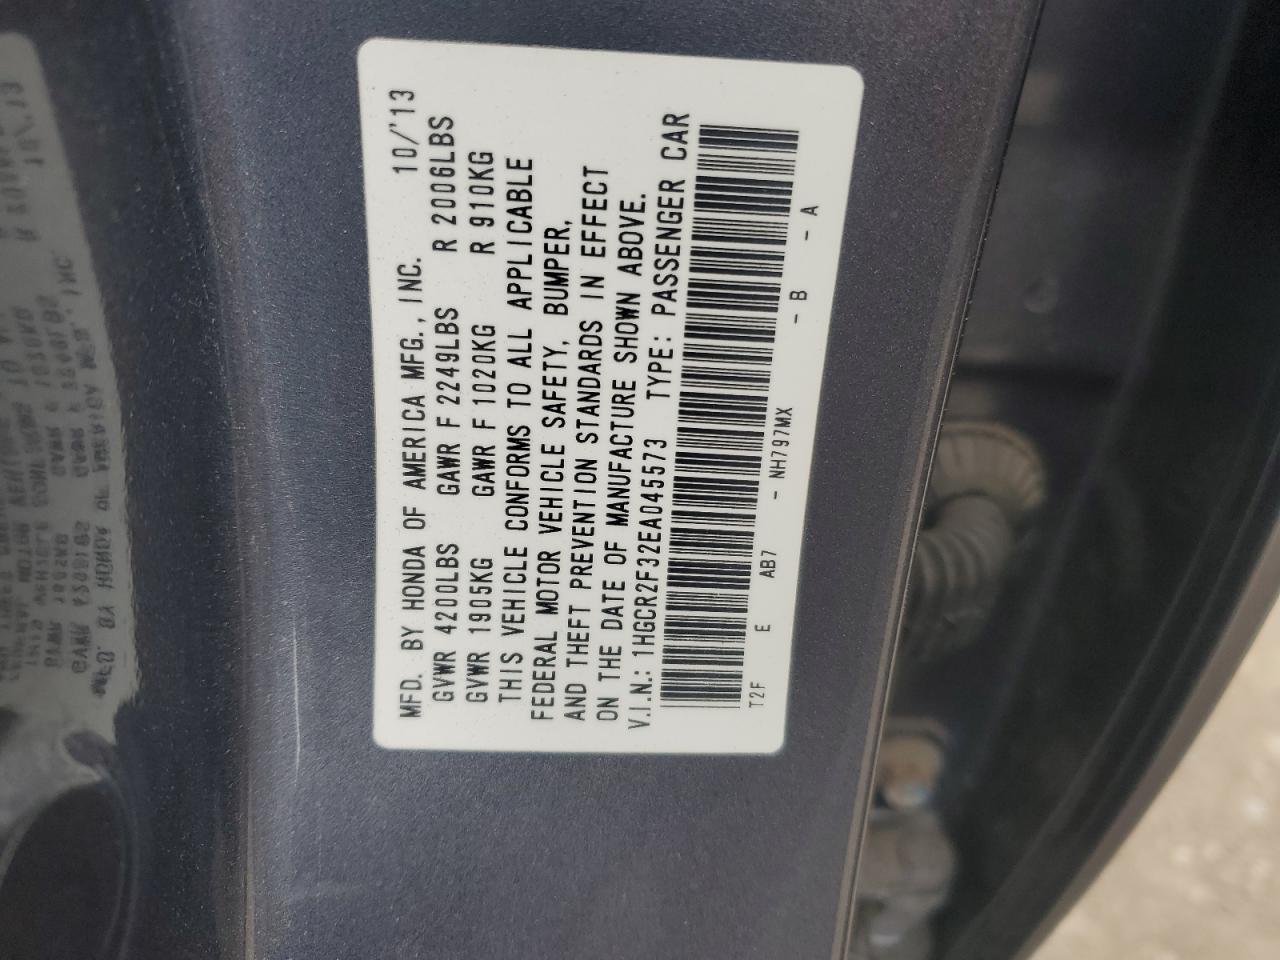 MFD. BY HONDA OF AMERICA MFG., INC. 10/'13
GVWR 4200LBS GAWR F 2249LBS R 2006LBS
GVWR 1905KG GAWR F 1020KG R 910KG
THIS VEHICLE CONFORMS TO ALL APPLICABLE
FEDERAL MOTOR VEHICLE SAFETY, BUMPER,
AND THEFT PREVENTION STANDARDS IN EFFECT
ON THE DATE OF MANUFACTURE SHOWN ABOVE.
V.I.N.: 1HGCR2F32EA045573 TYPE: PASSENGER CAR
T2F E AB7 - NH797MX - B - A